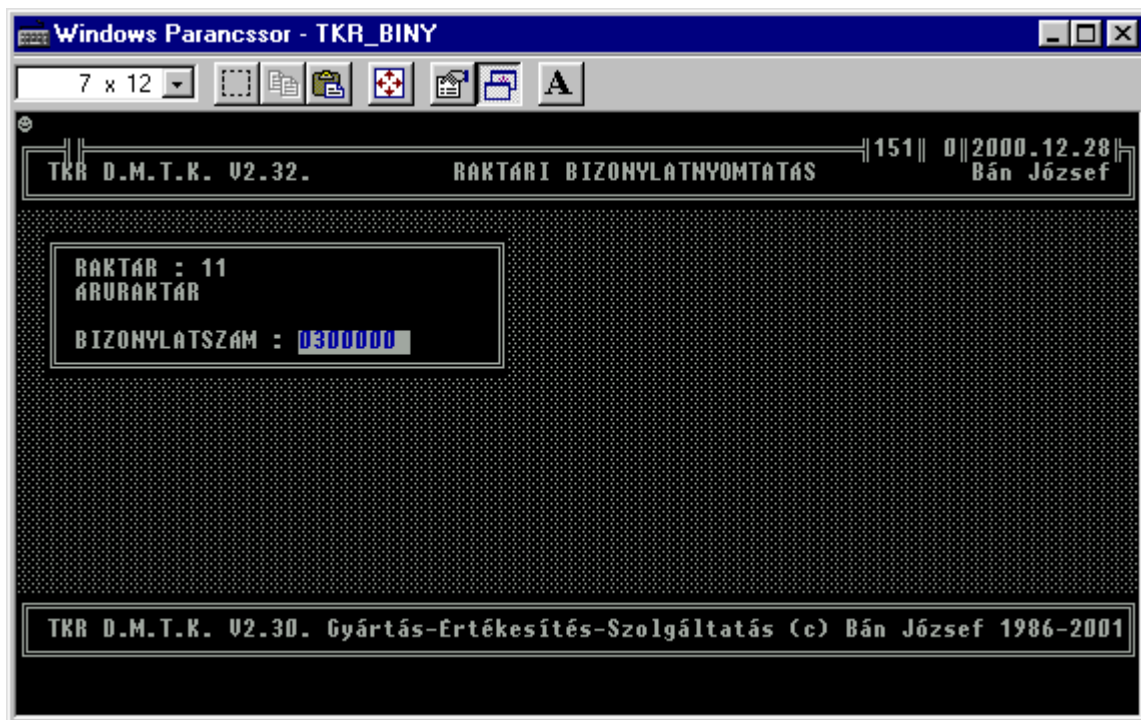 Windows Parancssor - TKR_BINY
7 x 12
A
151 0 2000.12.28
TKR D.M.T.K. V2.32. RAKTÁRI BIZONYLATNYOMTATÁS Bán József
RAKTÁR : 11
ÁRURAKTÁR
BIZONYLATSZÁM : 0300000
TKR D.M.T.K. V2.30. Gyártás-Értékesítés-Szolgáltatás (c) Bán József 1986-2001